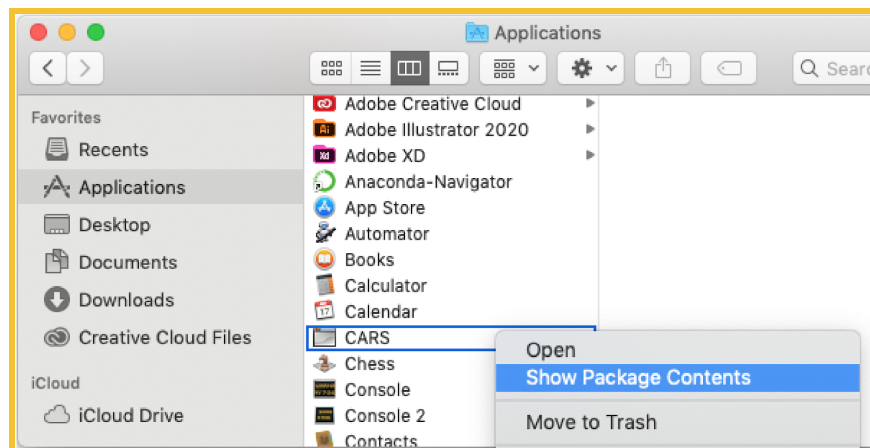 Applications
Sear
Favorites
Recents
Applications
Desktop
Documents
Downloads
Creative Cloud Files
iCloud
iCloud Drive
Adobe Creative Cloud
Adobe Illustrator 2020
Adobe XD
Anaconda-Navigator
App Store
Automator
Books
Calculator
Calendar
CARS
Chess
Console
Console 2
Contacts
Open
Show Package Contents
Move to Trash